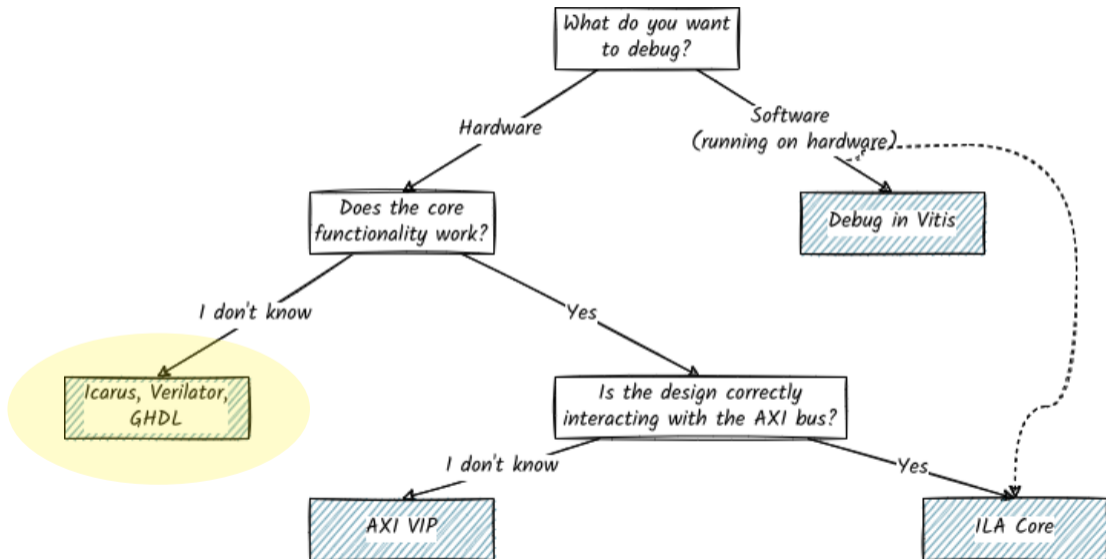 What do you want
to debug?
Hardware
Software
(running on hardware)
Does the core
functionality work?
Debug in Vitis
I don't know
Yes
Icarus, Verilator,
GHDL
Is the design correctly
interacting with the AXI bus?
I don't know
Yes
AXI VIP
ILA Core